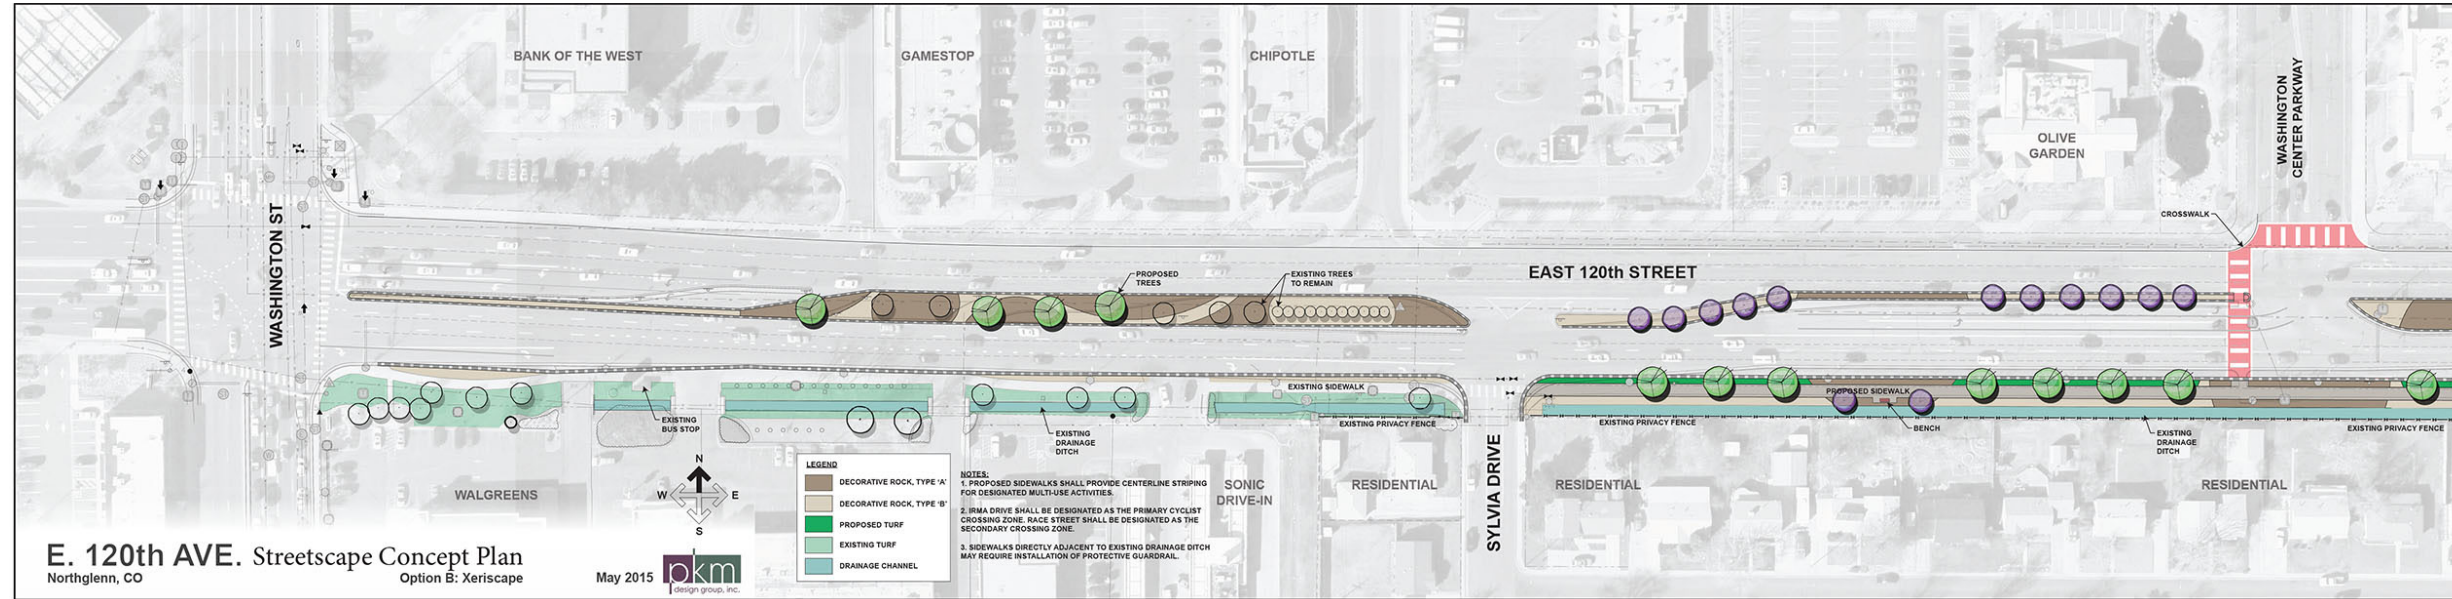 BANK OF THE WEST
GAMESTOP
CHIPOTLE
OLIVE
GARDEN
WASHINGTON
CENTER PARKWAY
CROSSWALK
WASHINGTON ST
PROPOSED
TREES
EXISTING TREES
TO REMAIN
EAST 120th STREET
EXISTING SIDEWALK
PROPOSED SIDEWALK
EXISTING
BUS STOP
EXISTING
DRAINAGE
DITCH
EXISTING PRIVACY FENCE
EXISTING PRIVACY FENCE
BENCH
EXISTING
DRAINAGE
DITCH
EXISTING PRIVACY FENCE
WALGREENS
N
W
E
S
SONIC
DRIVE-IN
RESIDENTIAL
SYLVIA DRIVE
RESIDENTIAL
RESIDENTIAL
LEGEND
DECORATIVE ROCK, TYPE 'A'
DECORATIVE ROCK, TYPE 'B'
PROPOSED TURF
EXISTING TURF
DRAINAGE CHANNEL
NOTES:
1. PROPOSED SIDEWALKS SHALL PROVIDE CENTERLINE STRIPING
FOR DESIGNATED MULTI-USE ACTIVITIES.
2. IRMA DRIVE SHALL BE DESIGNATED AS THE PRIMARY CYCLIST
CROSSING ZONE. RACE STREET SHALL BE DESIGNATED AS THE
SECONDARY CROSSING ZONE.
3. SIDEWALKS DIRECTLY ADJACENT TO EXISTING DRAINAGE DITCH
MAY REQUIRE INSTALLATION OF PROTECTIVE GUARDRAIL.
E. 120th AVE. Streetscape Concept Plan
Northglenn, CO
Option B: Xeriscape
May 2015
pkm
design group, inc.